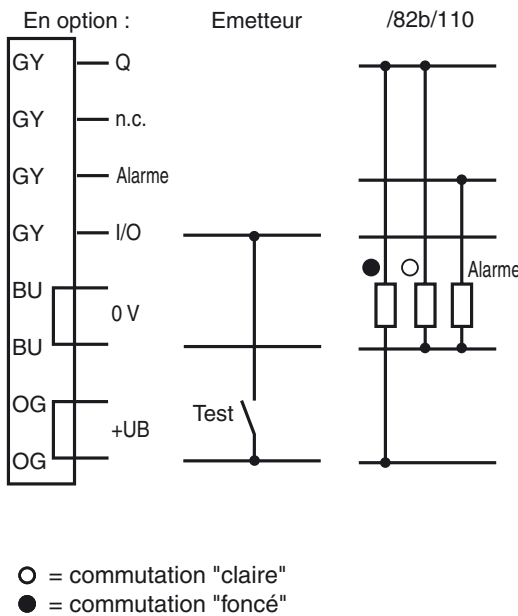 En option :
Emetteur
/82b/110
GY
Q
GY
n.c.
GY
Alarme
GY
I/O
Alarme
BU
0 V
BU
OG
Test
+UB
OG
= commutation "claire"
= commutation "foncé"